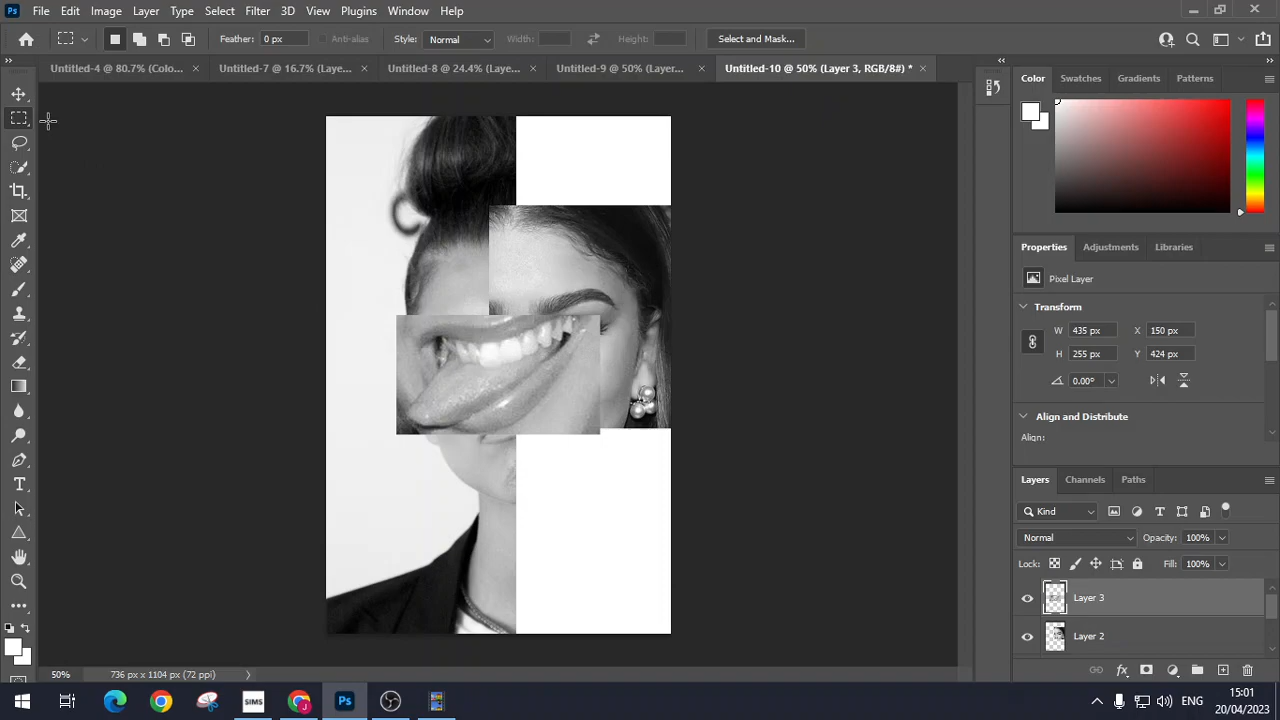 Ps File Edit Image Layer Type Select Filter 3D View Plugins Window Help
Feather: 0 px Anti-alias Style: Normal Width: Height: Select and Mask...
Untitled-4 @ 80.7% (Colo... × Untitled-7 @ 16.7% (Laye... × Untitled-8 @ 24.4% (Laye... × Untitled-9 @ 50% (Layer... × Untitled-10 @ 50% (Layer 3, RGB/8#) * ×
Color Swatches Gradients Patterns
Properties Adjustments Libraries
Pixel Layer
Transform
W 435 px X 150 px
H 255 px Y 424 px
0.00°
Align and Distribute
Align:
Layers Channels Paths
Kind
Normal Opacity: 100%
Lock: Fill: 100%
Layer 3
Layer 2
50% 736 px x 1104 px (72 ppi)
SIMS Ps ENG 15:01
20/04/2023